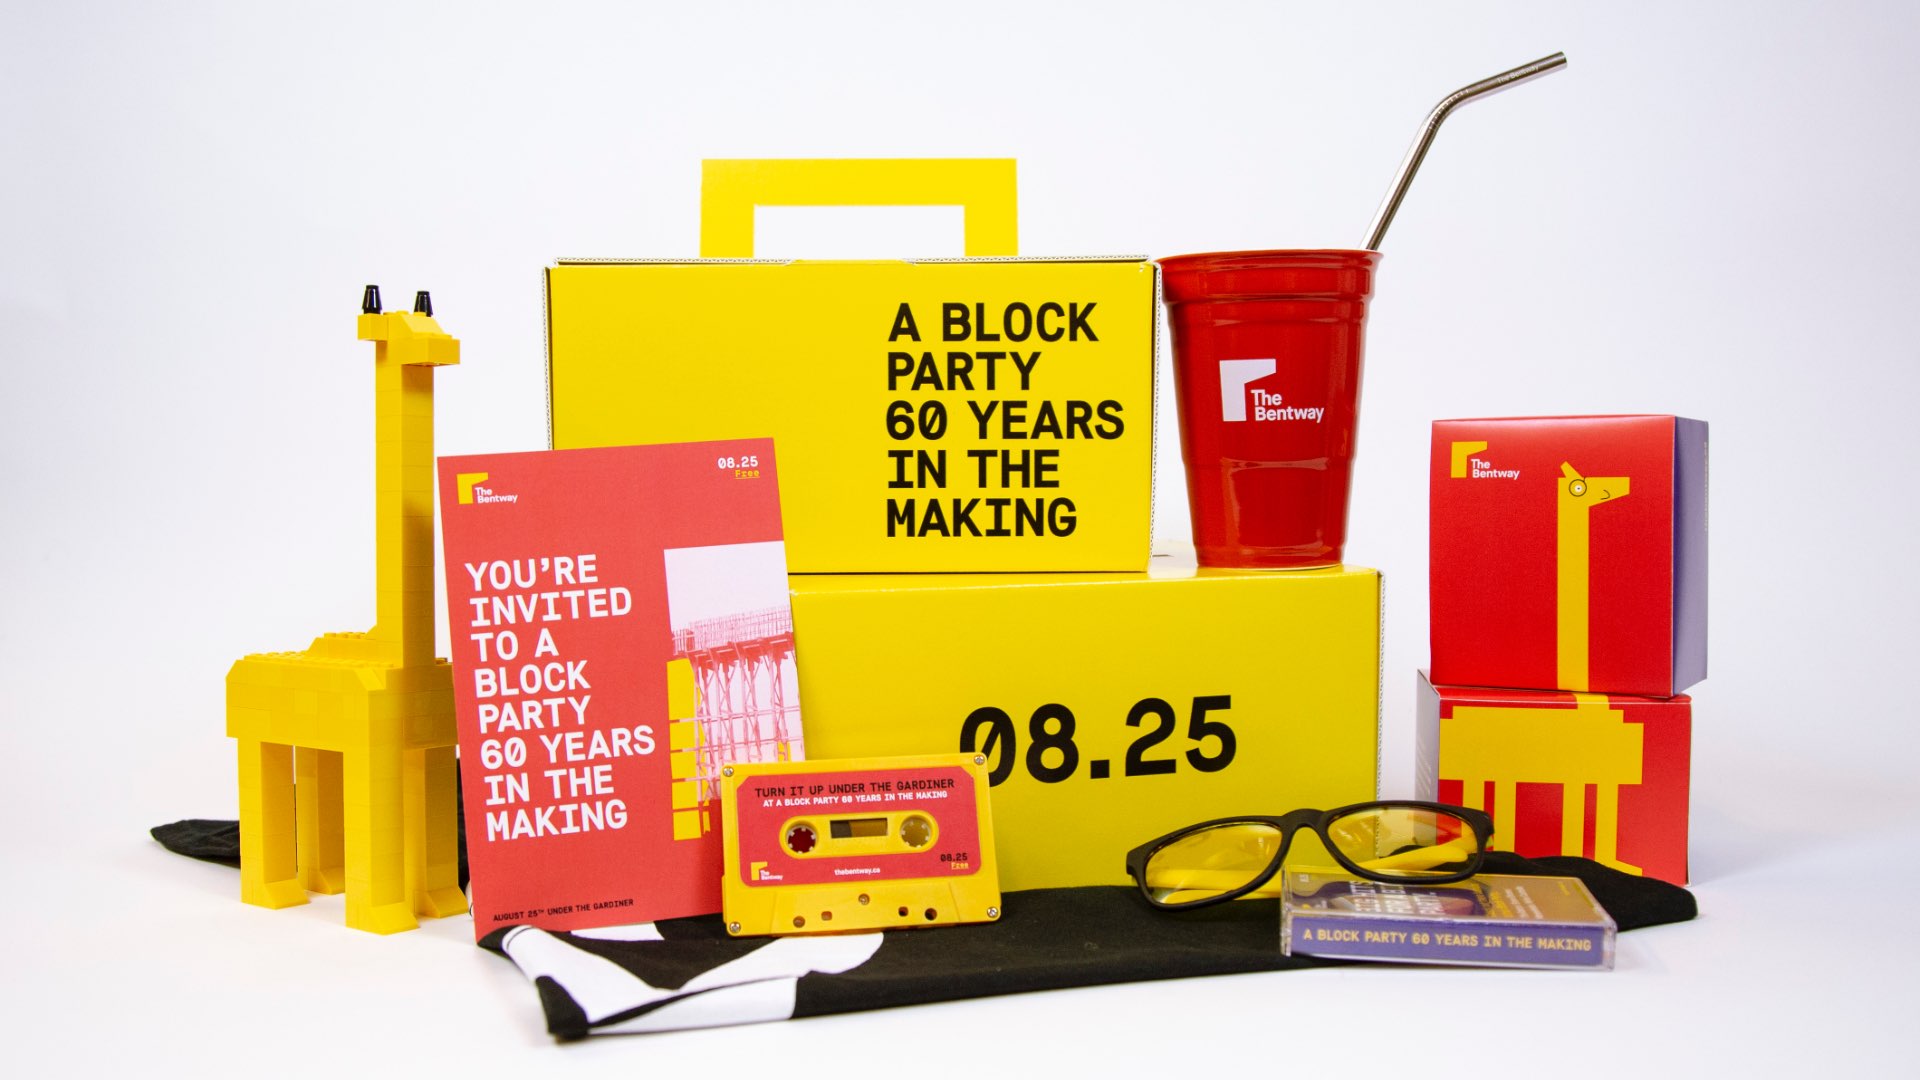 A BLOCK
PARTY
60 YEARS
IN THE
MAKING
The
Bentway
The Bentway
The
Bentway
08.25
Free
YOU'RE
INVITED
TO A
BLOCK
PARTY
60 YEARS
IN THE
MAKING
AUGUST 25TH UNDER THE GARDINER
08.25
TURN IT UP UNDER THE GARDINER
AT A BLOCK PARTY 60 YEARS IN THE MAKING
08.25
Free
The
Bentway
thebentway.ca
The
Bentway
A BLOCK PARTY 60 YEARS IN THE MAKING